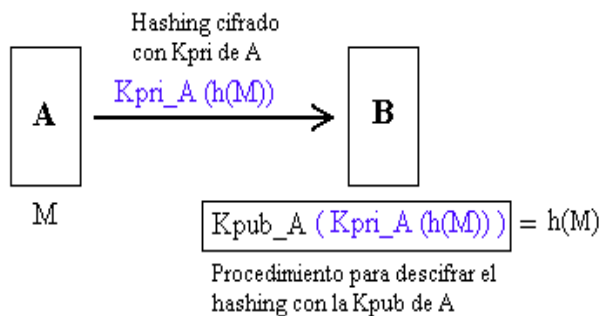 Hashing cifrado
con Kpri de A
Kpri_A (h(M))
A
B
M
Kpub_A ( Kpri_A (h(M)) ) = h(M)
Procedimiento para descifrar el
hashing con la Kpub de A